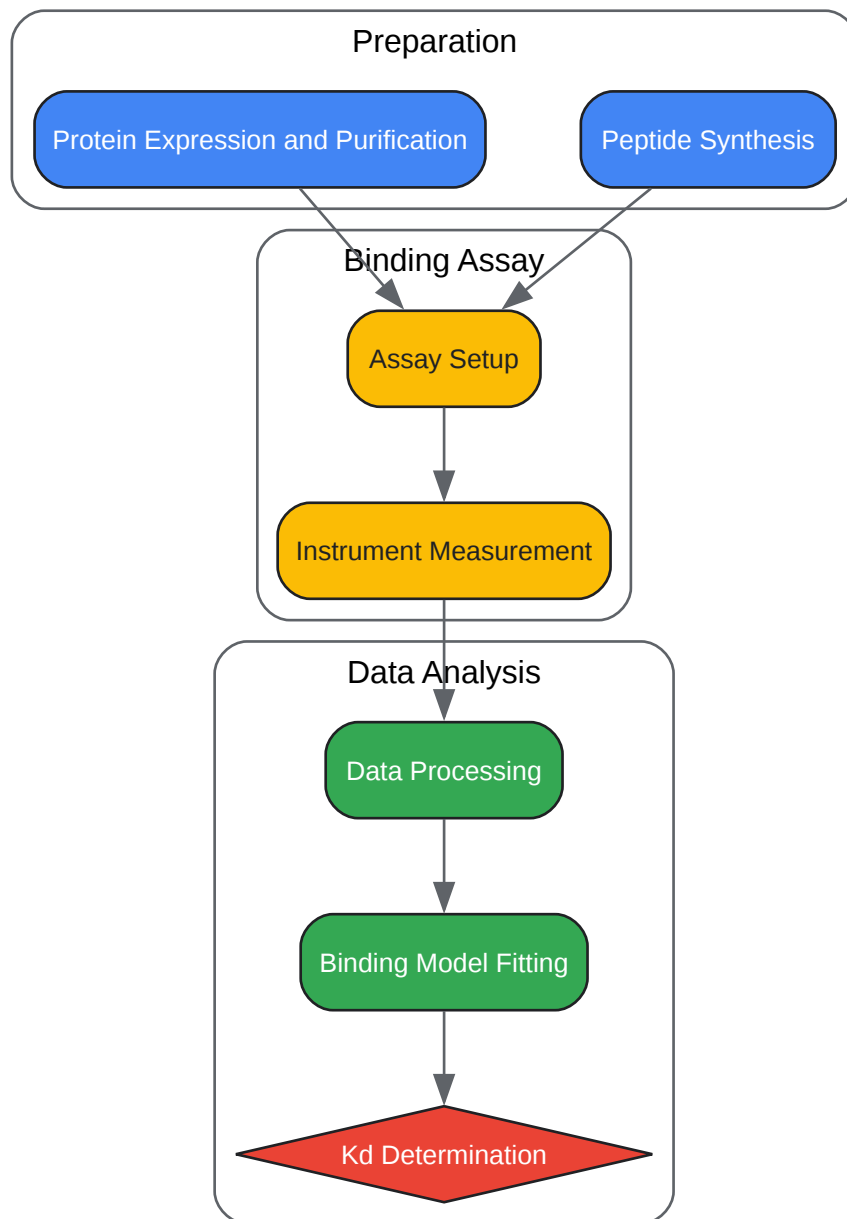 Preparation
Protein Expression and Purification
Peptide Synthesis
Binding Assay
Assay Setup
Instrument Measurement
Data Analysis
Data Processing
Binding Model Fitting
Kd Determination